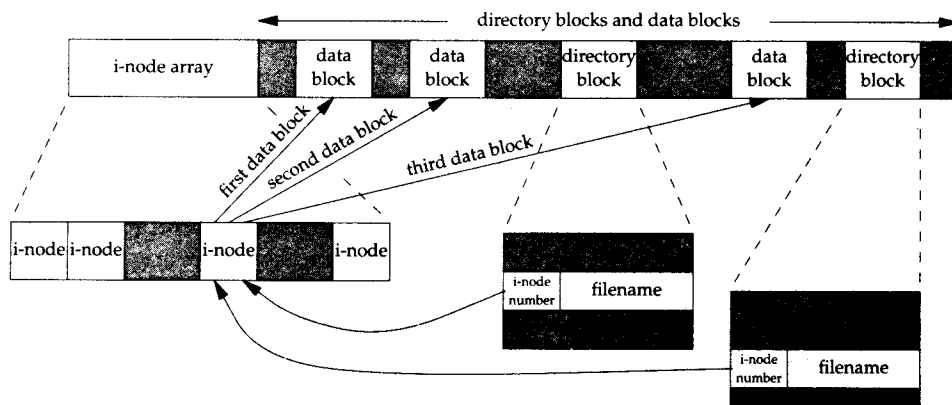 directory blocks and data blocks
i-node array
data
block
data
block
directory
block
data
block
directory
block
first data block
second data block
third data block
i-node
i-node
i-node
i-node
i-node
number
filename
i-node
number
filename